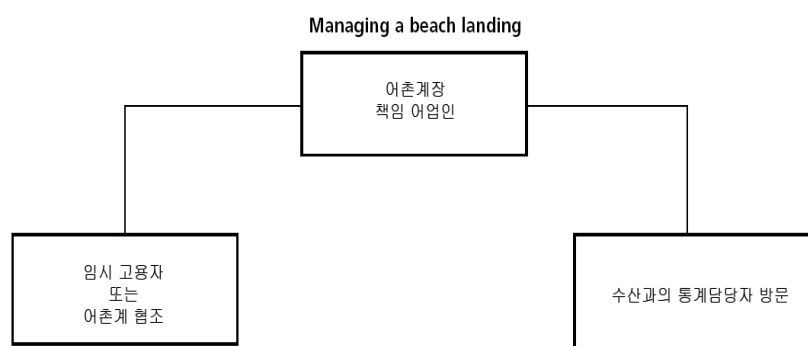 Managing a beach landing
어촌계장
책임 어업인
임시 고용자
또는
어촌계 협조
수산과의 통계담당자 방문